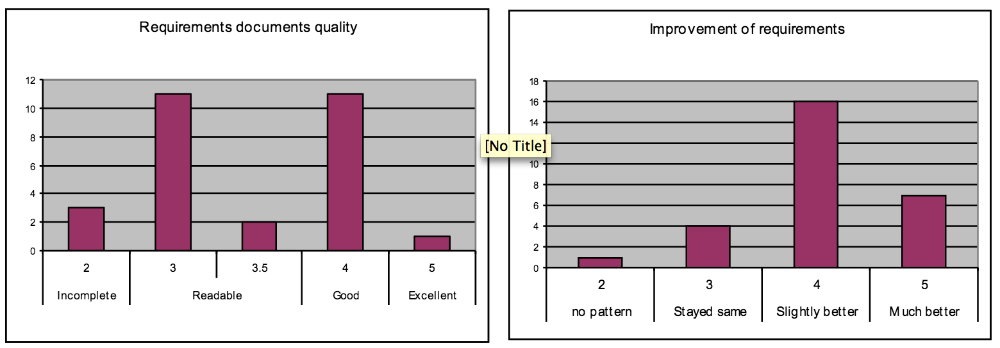 Requirements documents quality
12
10
8
6
4
2
0
2 3 3.5 4 5
Incomplete Readable Good Excellent
[No Title]
Improvement of requirements
18
16
14
10
8
6
4
2
0
2 3 4 5
no pattern Stayed same Slightly better Much better